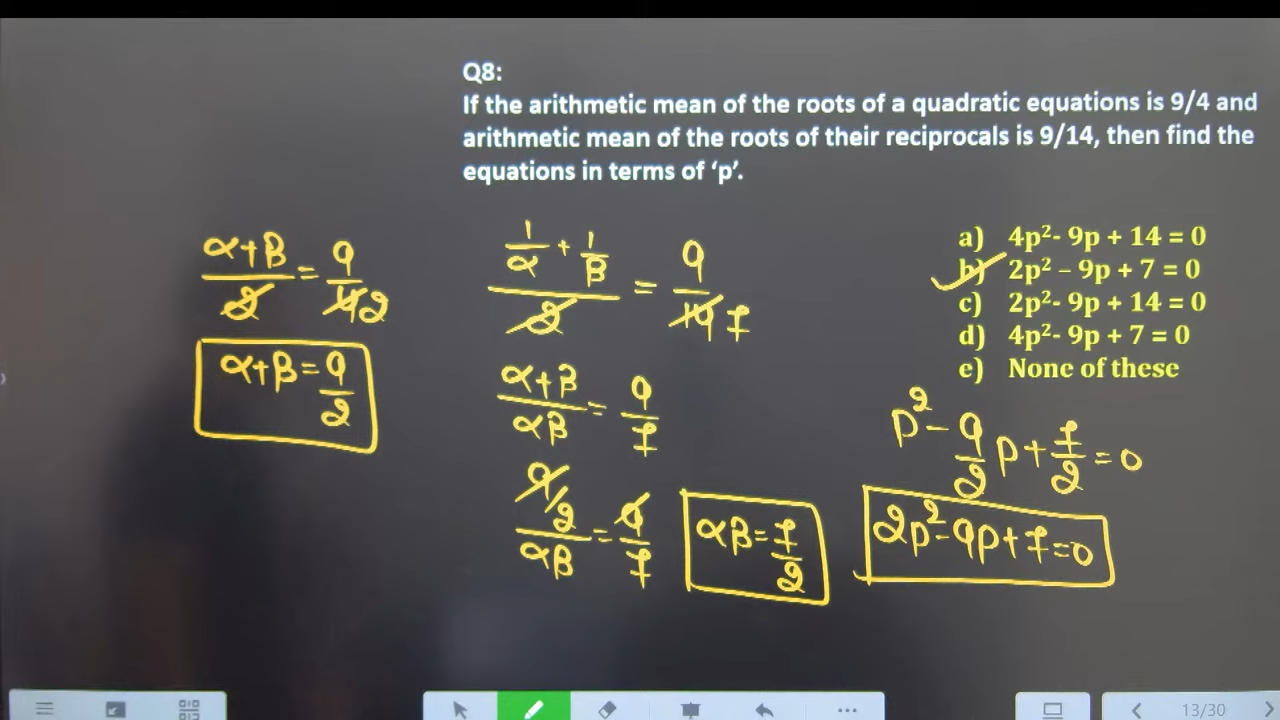 Q8:
If the arithmetic mean of the roots of a quadratic equations is 9/4 and
arithmetic mean of the roots of their reciprocals is 9/14, then find the
equations in terms of ‘p’.
a) 4p²- 9p + 14 = 0
b) 2p² – 9p + 7 = 0
c) 2p²- 9p + 14 = 0
d) 4p²- 9p + 7 = 0
e) None of these
(α+β)/2 = 9/4 2
α+β = 9/2
(1/α + 1/β)/2 = 9/14 7
(α+β)/(αβ) = 9/7
(9/2)/(αβ) = 9/7
αβ = 7/2
p² - 9/2 p + 7/2 = 0
2p² - 9p + 7 = 0
13/30